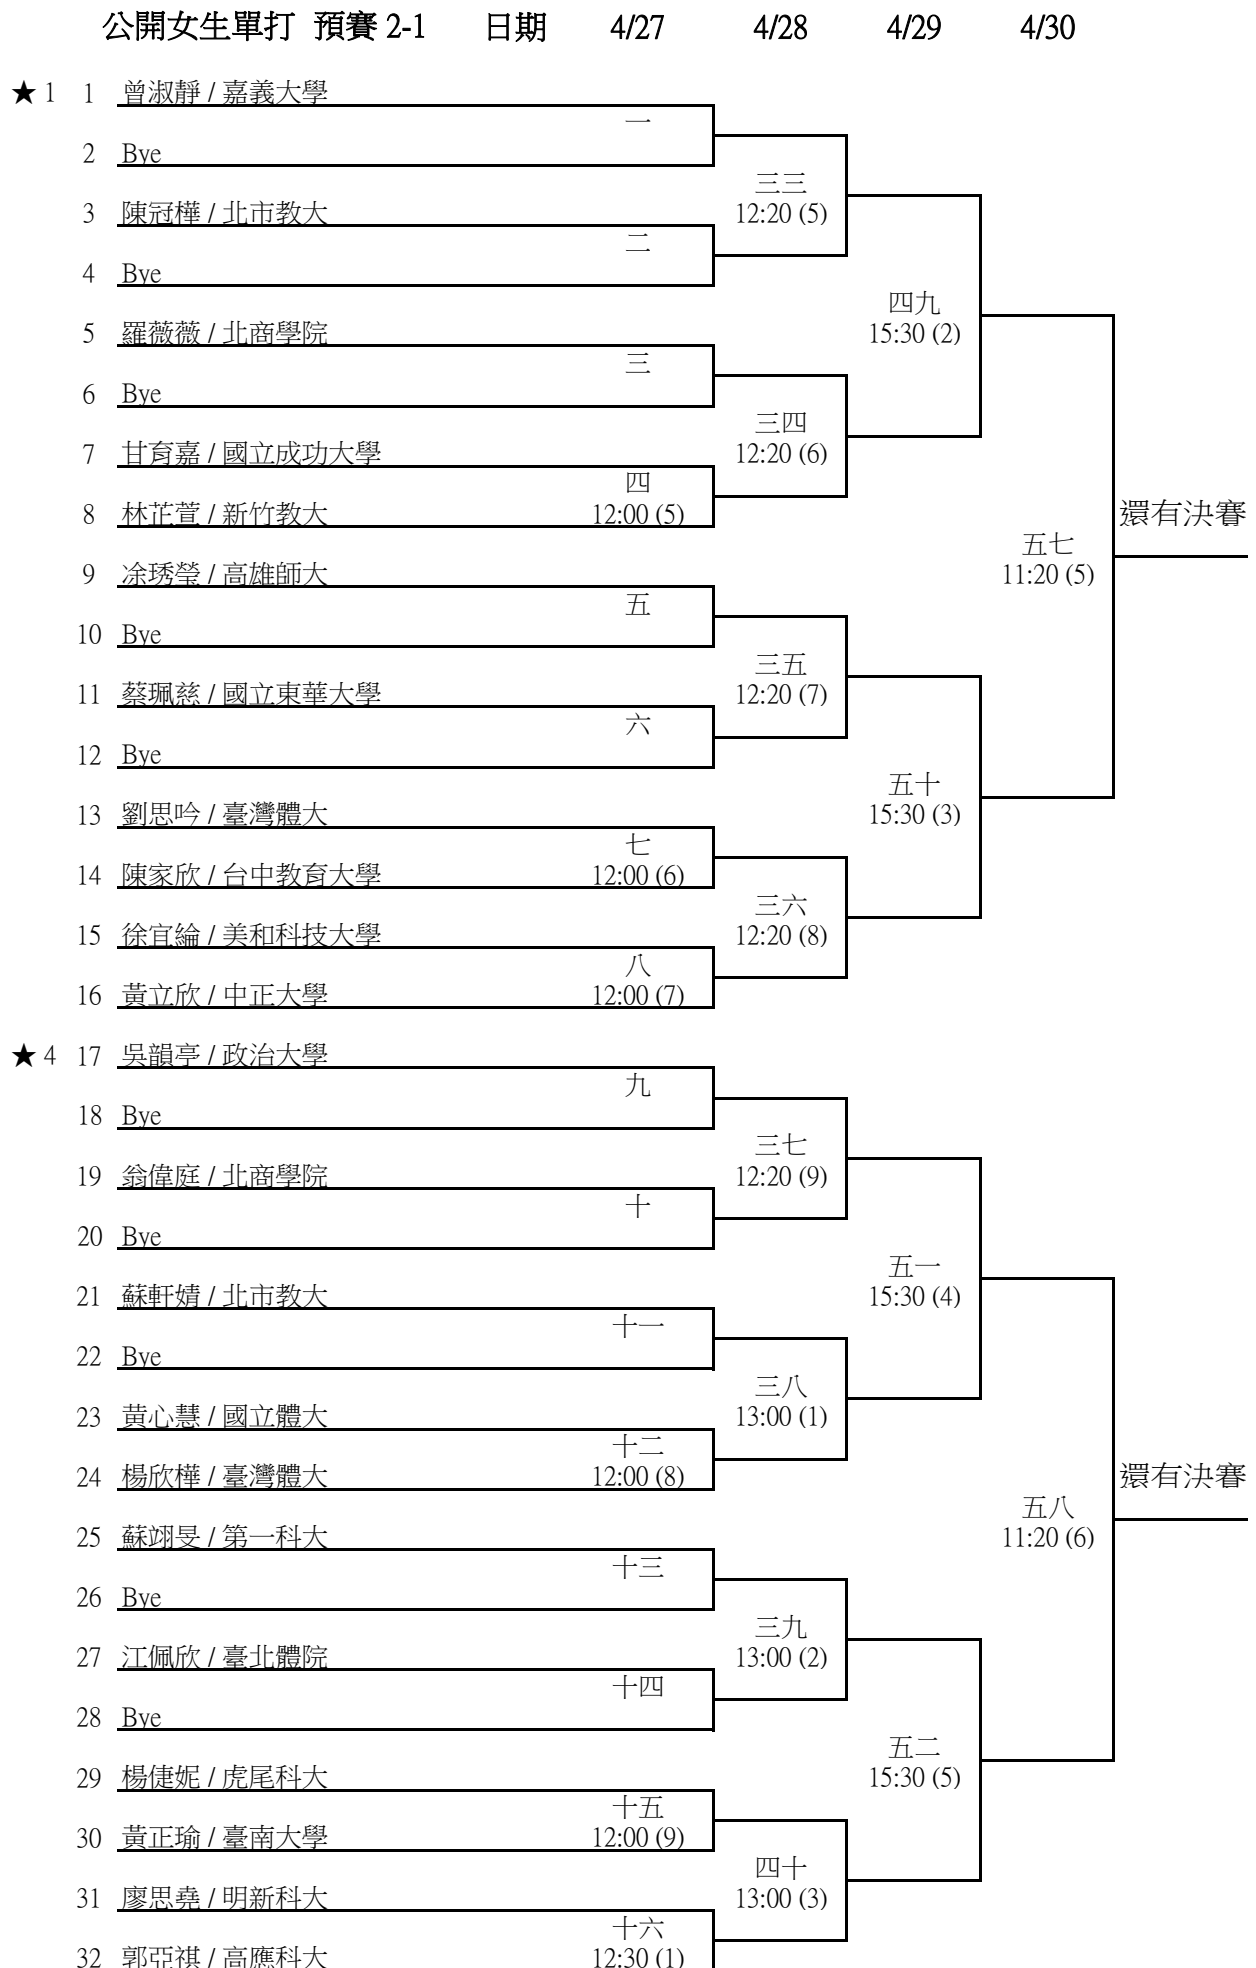 公開女生單打 預賽 2-1 日期 4/27 4/28 4/29 4/30
★ 1 1 曾淑靜 / 嘉義大學
一
2 Bye
三三
3 陳冠樺 / 北市教大 12:20 (5)
二
4 Bye
四九
5 羅薇薇 / 北商學院 15:30 (2)
三
6 Bye
三四
7 甘育嘉 / 國立成功大學 12:20 (6)
四
8 林芷萱 / 新竹教大 12:00 (5) 還有決賽
五七
9 凃琇瑩 / 高雄師大 11:20 (5)
五
10 Bye
三五
11 蔡珮慈 / 國立東華大學 12:20 (7)
六
12 Bye
五十
13 劉思吟 / 臺灣體大 15:30 (3)
七
14 陳家欣 / 台中教育大學 12:00 (6)
三六
15 徐宜綸 / 美和科技大學 12:20 (8)
八
16 黃立欣 / 中正大學 12:00 (7)
★ 4 17 吳韻亭 / 政治大學
九
18 Bye
三七
19 翁偉庭 / 北商學院 12:20 (9)
十
20 Bye
五一
21 蘇軒婧 / 北市教大 15:30 (4)
十一
22 Bye
三八
23 黃心慧 / 國立體大 13:00 (1)
十二
24 楊欣樺 / 臺灣體大 12:00 (8) 還有決賽
五八
25 蘇翊旻 / 第一科大 11:20 (6)
十三
26 Bye
三九
27 江佩欣 / 臺北體院 13:00 (2)
十四
28 Bye
五二
29 楊倢妮 / 虎尾科大 15:30 (5)
十五
30 黃正瑜 / 臺南大學 12:00 (9)
四十
31 廖思堯 / 明新科大 13:00 (3)
十六
32 郭亞祺 / 高應科大 12:30 (1)